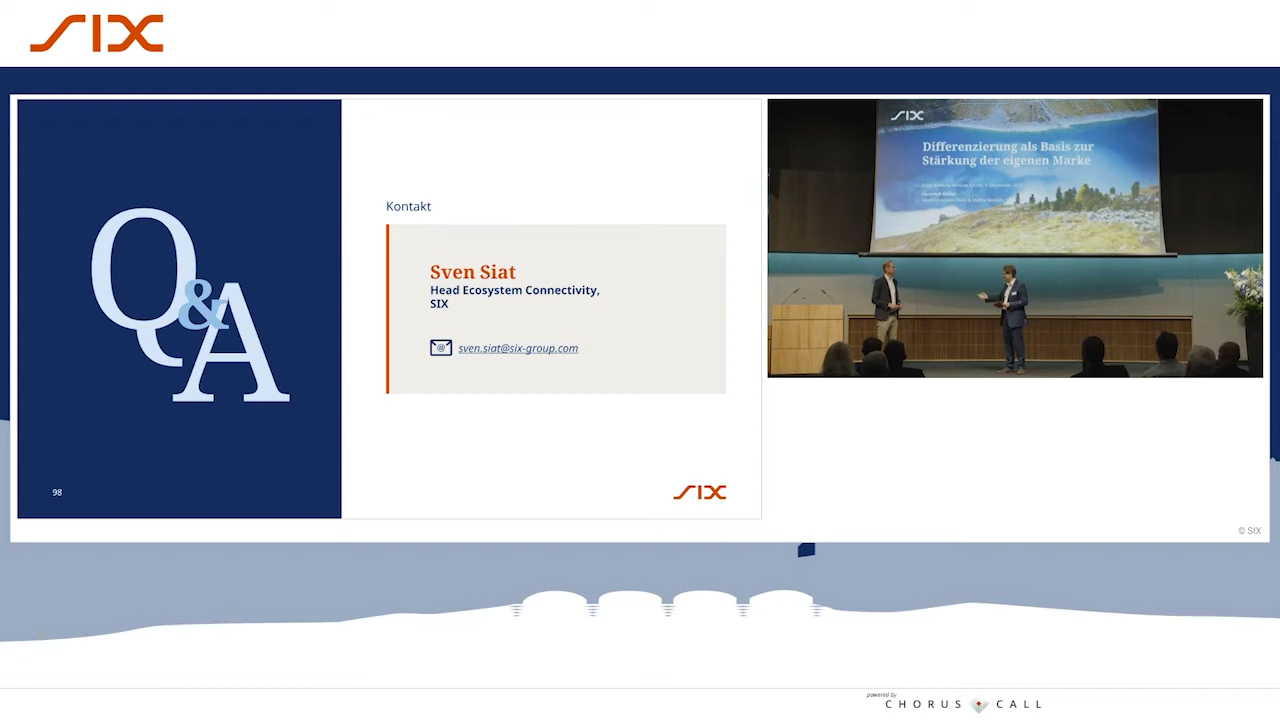 SIX
Q&A
98
Kontakt
Sven Siat
Head Ecosystem Connectivity,
SIX
@
sven.siat@six-group.com
SIX
SIX
Differenzierung als Basis zur
Stärkung der eigenen Marke
© SIX
powered by
CHORUS CALL